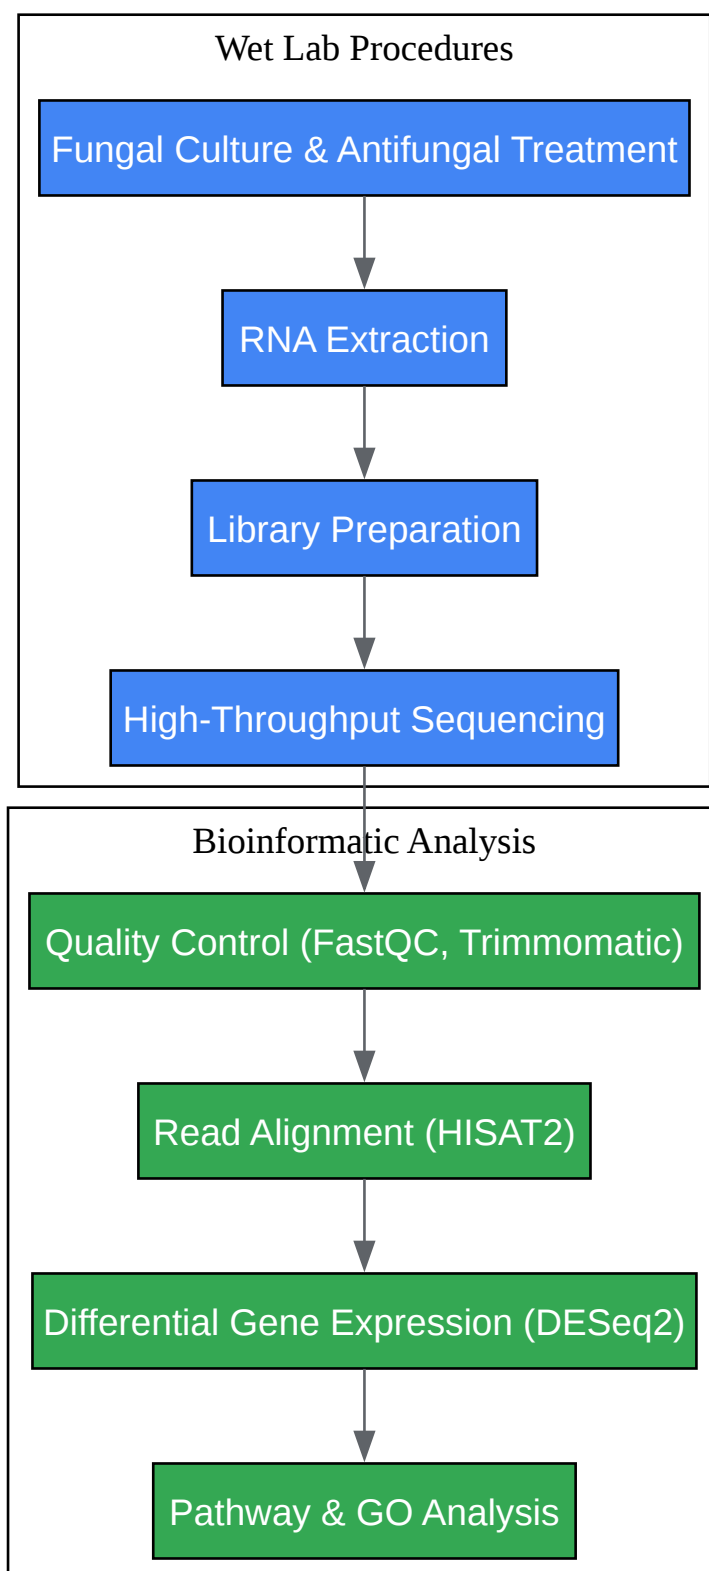 Wet Lab Procedures
Fungal Culture & Antifungal Treatment
RNA Extraction
Library Preparation
High-Throughput Sequencing
Bioinformatic Analysis
Quality Control (FastQC, Trimmomatic)
Read Alignment (HISAT2)
Differential Gene Expression (DESeq2)
Pathway & GO Analysis